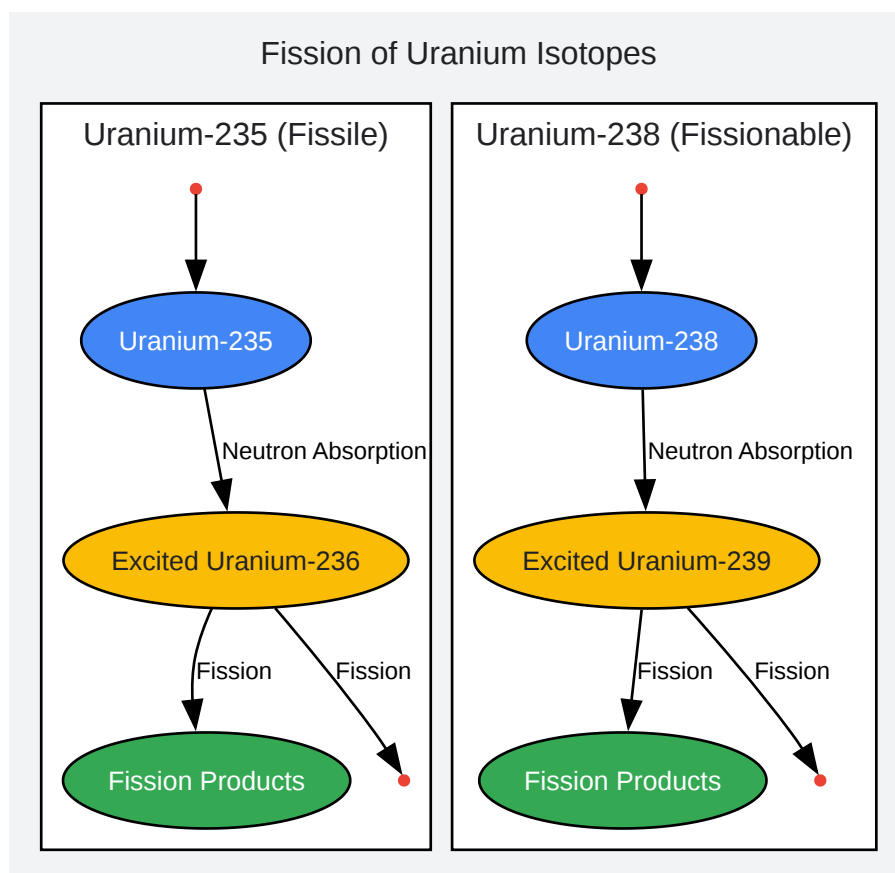 Fission of Uranium Isotopes
Uranium-235 (Fissile)
Uranium-235
Neutron Absorption
Excited Uranium-236
Fission
Fission
Fission Products
Uranium-238 (Fissionable)
Uranium-238
Neutron Absorption
Excited Uranium-239
Fission
Fission
Fission Products